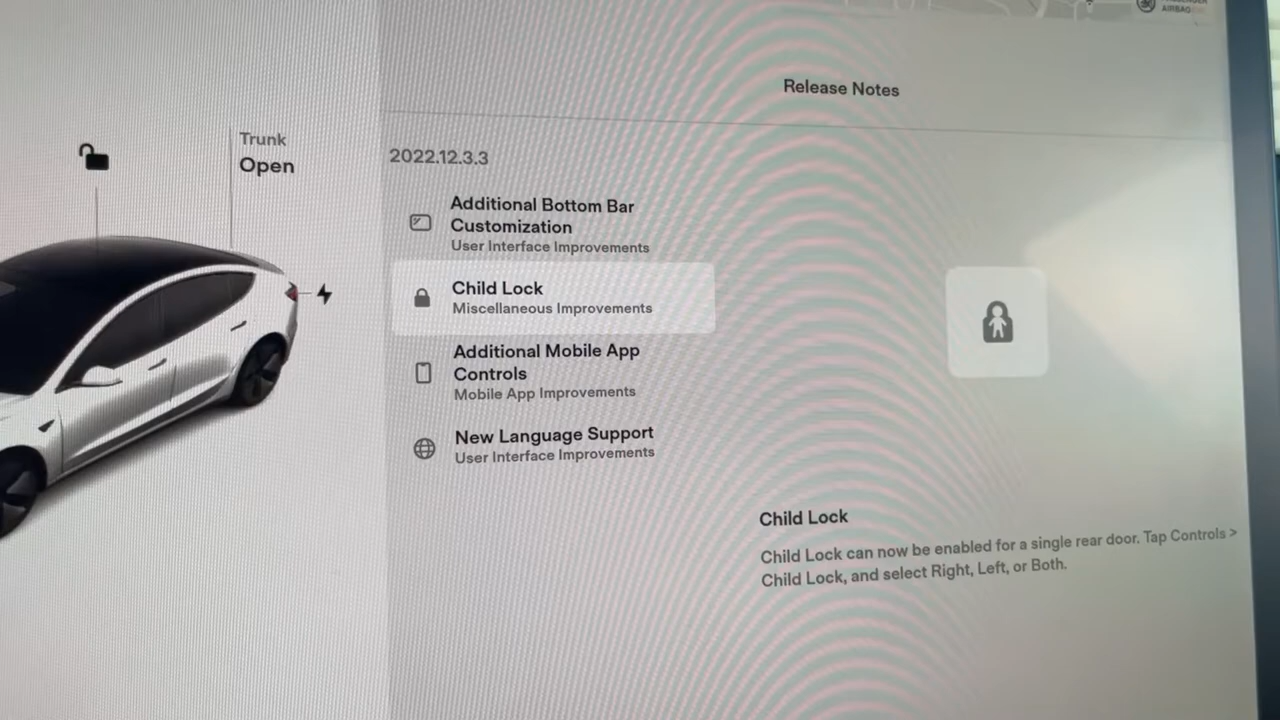 AIRBAG
Release Notes
Trunk
Open
2022.12.3.3
Additional Bottom Bar
Customization
User Interface Improvements
Child Lock
Miscellaneous Improvements
Additional Mobile App
Controls
Mobile App Improvements
New Language Support
User Interface Improvements
Child Lock
Child Lock can now be enabled for a single rear door. Tap Controls >
Child Lock, and select Right, Left, or Both.